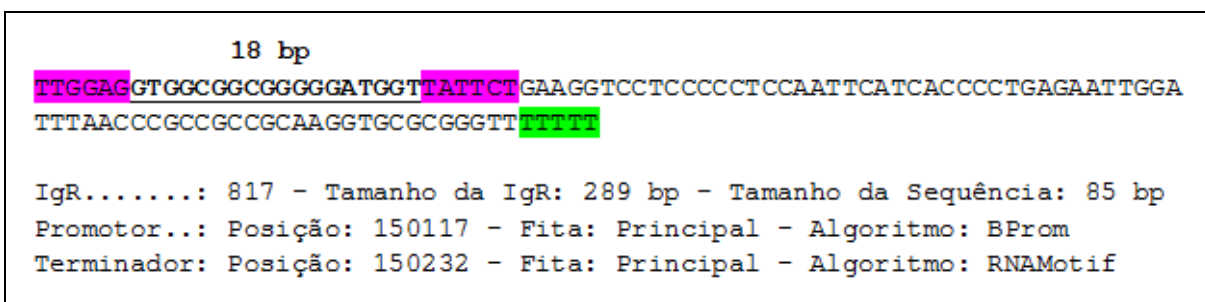 18 bp
TTGGAGGTGGCGGCGGGGGATGGTTATTCTGAAGGTCCTCCCCCTCCAATTCATCACCCCTGAGAATTGGA
TTTAACCCGCCGCCGCAAGGTGCGCGGGTTTTTTT
IgR.......: 817 - Tamanho da IgR: 289 bp - Tamanho da Sequência: 85 bp
Promotor..: Posição: 150117 - Fita: Principal - Algoritmo: BProm
Terminador: Posição: 150232 - Fita: Principal - Algoritmo: RNAMotif